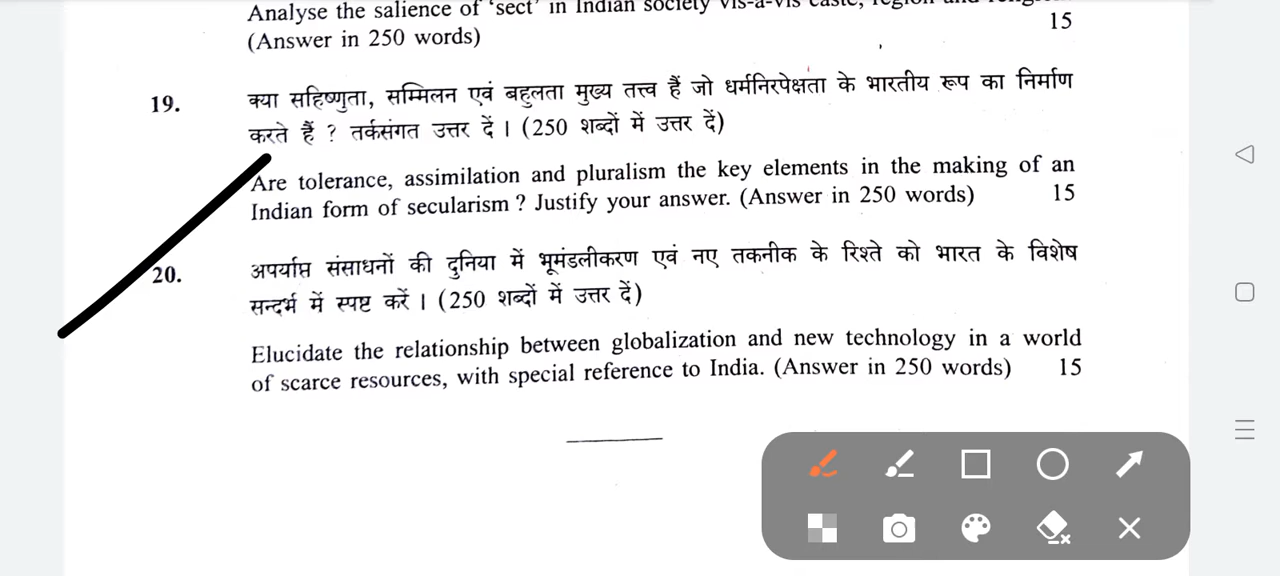 Analyse the salience of 'sect' in Indian society vis-a-vis caste, region and
(Answer in 250 words) 15
19. क्या सहिष्णुता, सम्मिलन एवं बहुलता मुख्य तत्त्व हैं जो धर्मनिरपेक्षता के भारतीय रूप का निर्माण
करते हैं ? तर्कसंगत उत्तर दें । (250 शब्दों में उत्तर दें)
Are tolerance, assimilation and pluralism the key elements in the making of an
Indian form of secularism ? Justify your answer. (Answer in 250 words) 15
20. अपर्याप्त संसाधनों की दुनिया में भूमंडलीकरण एवं नए तकनीक के रिश्ते को भारत के विशेष
सन्दर्भ में स्पष्ट करें । (250 शब्दों में उत्तर दें)
Elucidate the relationship between globalization and new technology in a world
of scarce resources, with special reference to India. (Answer in 250 words) 15